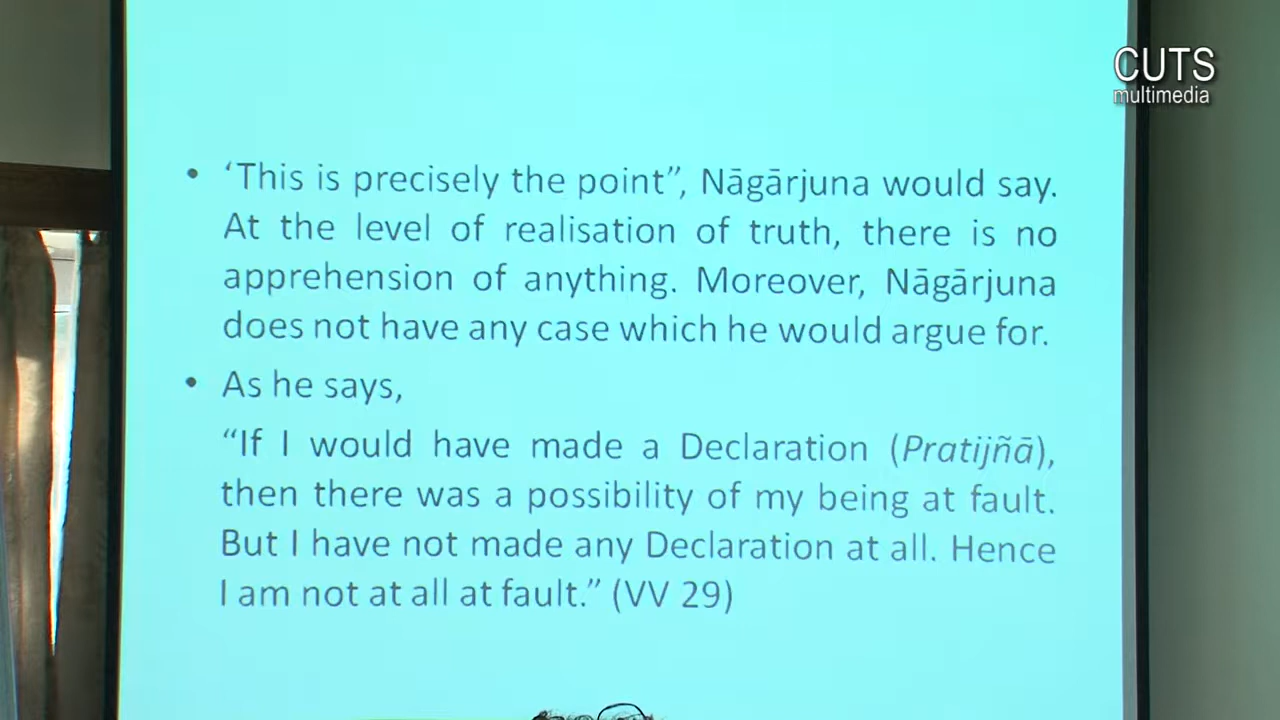 CUTS
multimedia
• ‘This is precisely the point”, Nāgārjuna would say.
At the level of realisation of truth, there is no
apprehension of anything. Moreover, Nāgārjuna
does not have any case which he would argue for.
• As he says,
“If I would have made a Declaration (Pratijñā),
then there was a possibility of my being at fault.
But I have not made any Declaration at all. Hence
I am not at all at fault.” (VV 29)